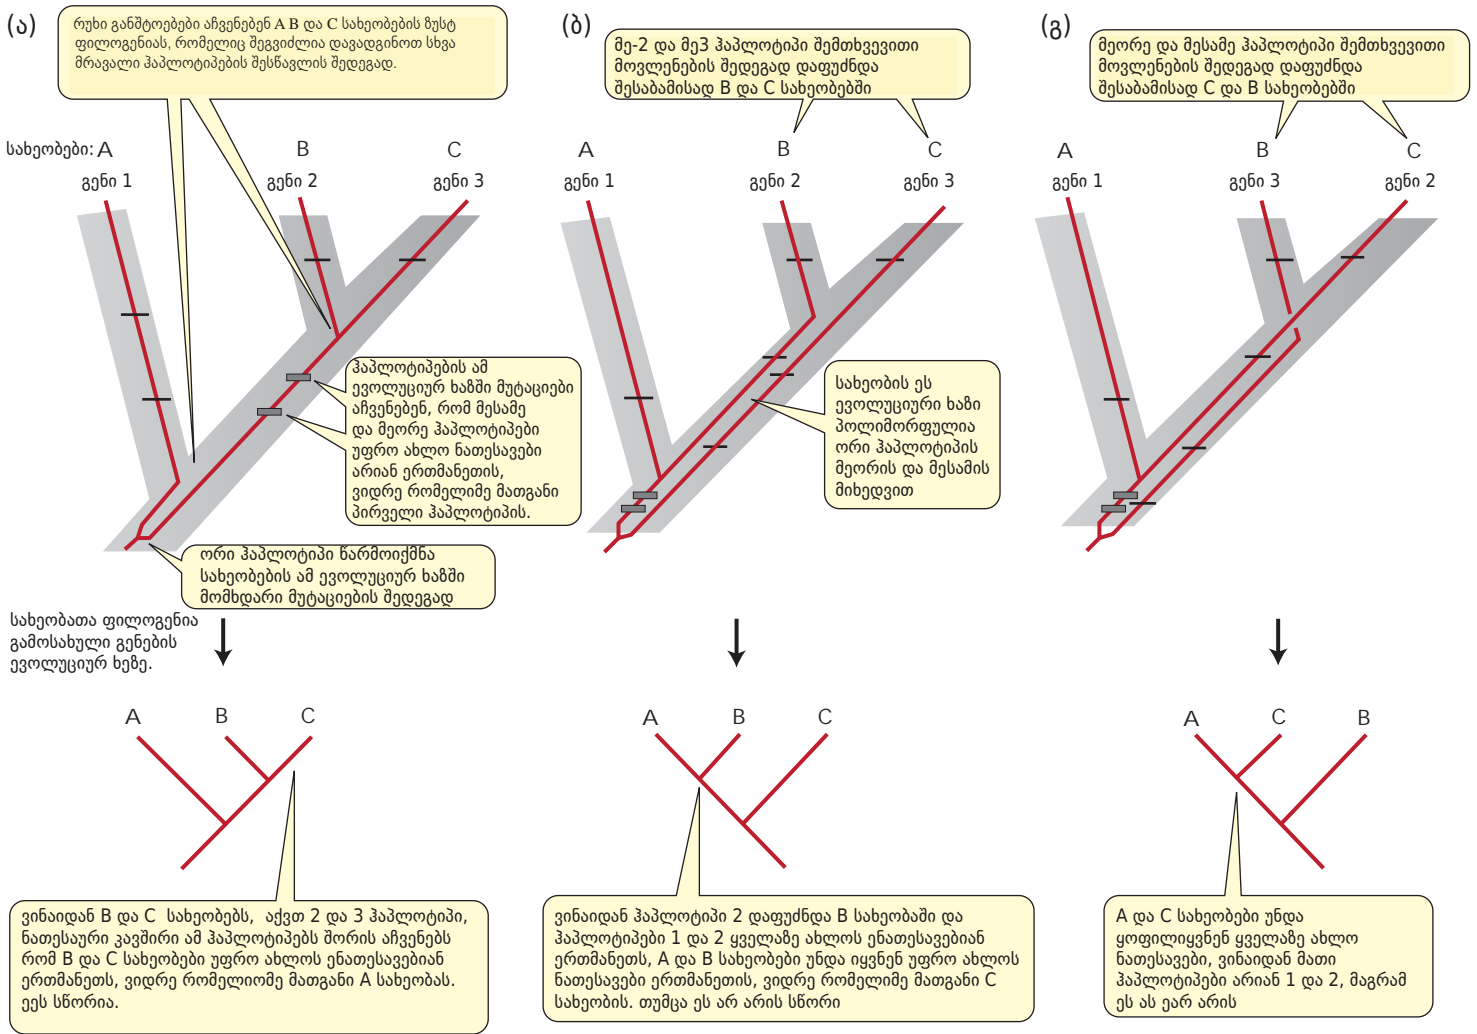 (ა)
რუხი განშტოებები აჩვენებენ A B და C სახეობების ზუსტ
ფილოგენიას, რომელიც შეგვიძლია დავადგინოთ სხვა
მრავალი ჰაპლოტიპების შესწავლის შედეგად.
სახეობები: A B C
გენი 1 გენი 2 გენი 3
ჰაპლოტიპების ამ
ევოლუციურ ხაზში მუტაციები
აჩვენებენ, რომ მესამე
და მეორე ჰაპლოტიპები
უფრო ახლო ნათესავები
არიან ერთმანეთის,
ვიდრე რომელიმე მათგანი
პირველი ჰაპლოტიპის.
ორი ჰაპლოტიპი წარმოიქმნა
სახეობების ამ ევოლუციურ ხაზში
მომხდარი მუტაციების შედეგად
სახეობათა ფილოგენია
გამოსახული გენების
ევოლუციურ ხეზე.
A B C
ვინაიდან B და C სახეობებს, აქვთ 2 და 3 ჰაპლოტიპი,
ნათესაური კავშირი ამ ჰაპლოტიპებს შორის აჩვენებს
რომ B და C სახეობები უფრო ახლოს ენათესავებიან
ერთმანეთს, ვიდრე რომელიომე მათგანი A სახეობას.
ეეს სწორია.
(ბ)
მე-2 და მე3 ჰაპლოტიპი შემთხვევითი
მოვლენების შედეგად დაფუძნდა
შესაბამისად B და C სახეობებში
A B C
გენი 1 გენი 2 გენი 3
სახეობის ეს
ევოლუციური ხაზი
პოლიმორფულია
ორი ჰაპლოტიპის
მეორის და მესამის
მიხედვით
A B C
ვინაიდან ჰაპლოტიპი 2 დაფუძნდა B სახეობაში და
ჰაპლოტიპები 1 და 2 ყველაზე ახლოს ენათესავებიან
ერთმანეთს, A და B სახეობები უნდა იყვნენ უფრო ახლოს
ნათესავები ერთმანეთის, ვიდრე რომელიმე მათგანი C
სახეობის. თუმცა ეს არ არის სწორი
(გ)
მეორე და მესამე ჰაპლოტიპი შემთხვევითი
მოვლენების შედეგად დაფუძნდა
შესაბამისად C და B სახეობებში
A B C
გენი 1 გენი 3 გენი 2
A C B
A და C სახეობები უნდა
ყოფილიყვნენ ყველაზე ახლო
ნათესავები, ვინაიდან მათი
ჰაპლოტიპები არიან 1 და 2, მაგრამ
ეს ას ეარ არის